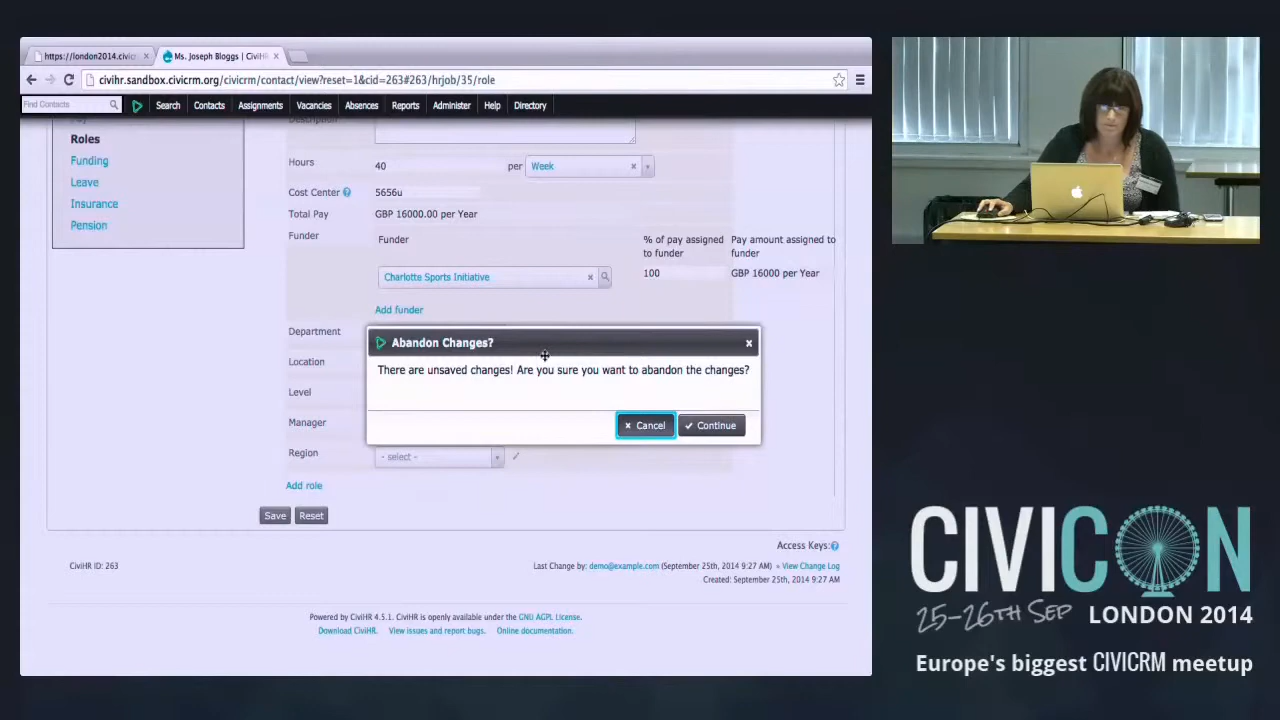 https://london2014.civicr
Ms. Joseph Bloggs | CiviHR
civihr.sandbox.civicrm.org/civicrm/contact/view?reset=1&cid=263#263/hrjob/35/role
Find Contacts
Search Contacts Assignments Vacancies Absences Reports Administer Help Directory
Roles
Funding
Leave
Insurance
Pension
Description
Hours 40 per Week
Cost Center 5656u
Total Pay GBP 16000.00 per Year
Funder Funder % of pay assigned to funder Pay amount assigned to funder
Charlotte Sports Initiative 100 GBP 16000 per Year
Add funder
Department
Location
Level
Manager
Region - select -
Add role
Save Reset
Abandon Changes?
There are unsaved changes! Are you sure you want to abandon the changes?
Cancel Continue
Access Keys:
CiviHR ID: 263
Last Change by: demo@example.com (September 25th, 2014 9:27 AM) « View Change Log
Created: September 25th, 2014 9:27 AM
Powered by CiviHR 4.5.1. CiviHR is openly available under the GNU AGPL License.
Download CiviHR. View issues and report bugs. Online documentation.
CIVICON
25-26TH SEP LONDON 2014
Europe's biggest CIVICRM meetup